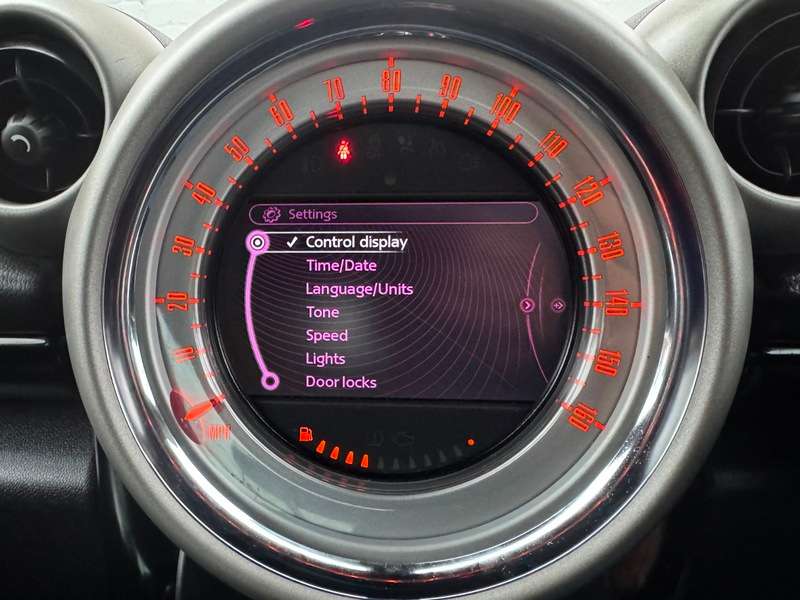 10
20
30
40
50
60
70
80
90
100
110
120
130
140
150
160
MPH
Settings
✓ Control display
Time/Date
Language/Units
Tone
Speed
Lights
Door locks